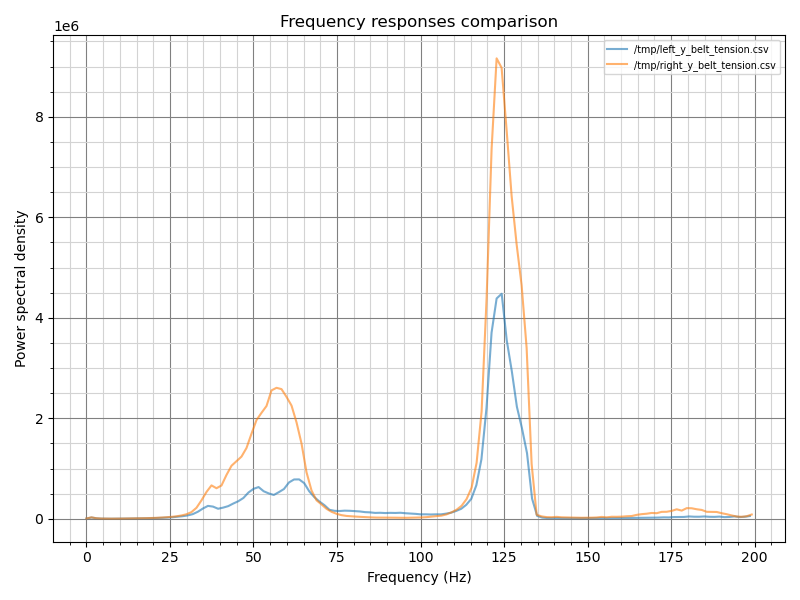 Frequency responses comparison
1e6
/tmp/left_y_belt_tension.csv
/tmp/right_y_belt_tension.csv
Power spectral density
8
6
4
2
0
0 25 50 75 100 125 150 175 200
Frequency (Hz)